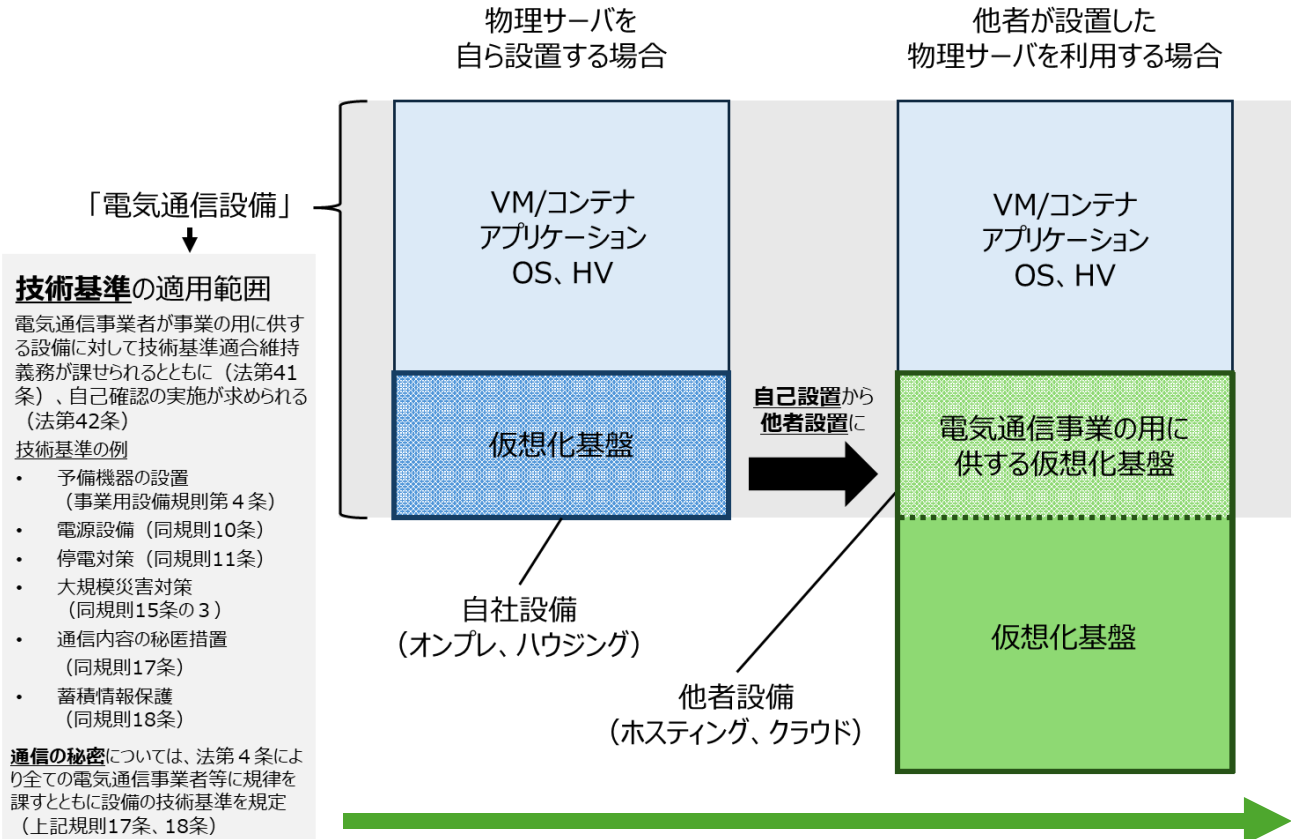 物理サーバを
自ら設置する場合
他者が設置した
物理サーバを利用する場合
「電気通信設備」
VM/コンテナ
アプリケーション
OS、HV
VM/コンテナ
アプリケーション
OS、HV
仮想化基盤
自己設置から
他者設置に
電気通信事業の用に
供する仮想化基盤
仮想化基盤
自社設備
（オンプレ、ハウジング）
他者設備
（ホスティング、クラウド）
技術基準の適用範囲
電気通信事業者が事業の用に供す
る設備に対して技術基準適合維持
義務が課せられるとともに（法第41
条）、自己確認の実施が求められる
（法第42条）
技術基準の例
• 予備機器の設置
（事業用設備規則第４条）
• 電源設備（同規則10条）
• 停電対策（同規則11条）
• 大規模災害対策
（同規則15条の３）
• 通信内容の秘匿措置
（同規則17条）
• 蓄積情報保護
（同規則18条）
通信の秘密については、法第４条によ
り全ての電気通信事業者等に規律を
課すとともに設備の技術基準を規定
（上記規則17条、18条）